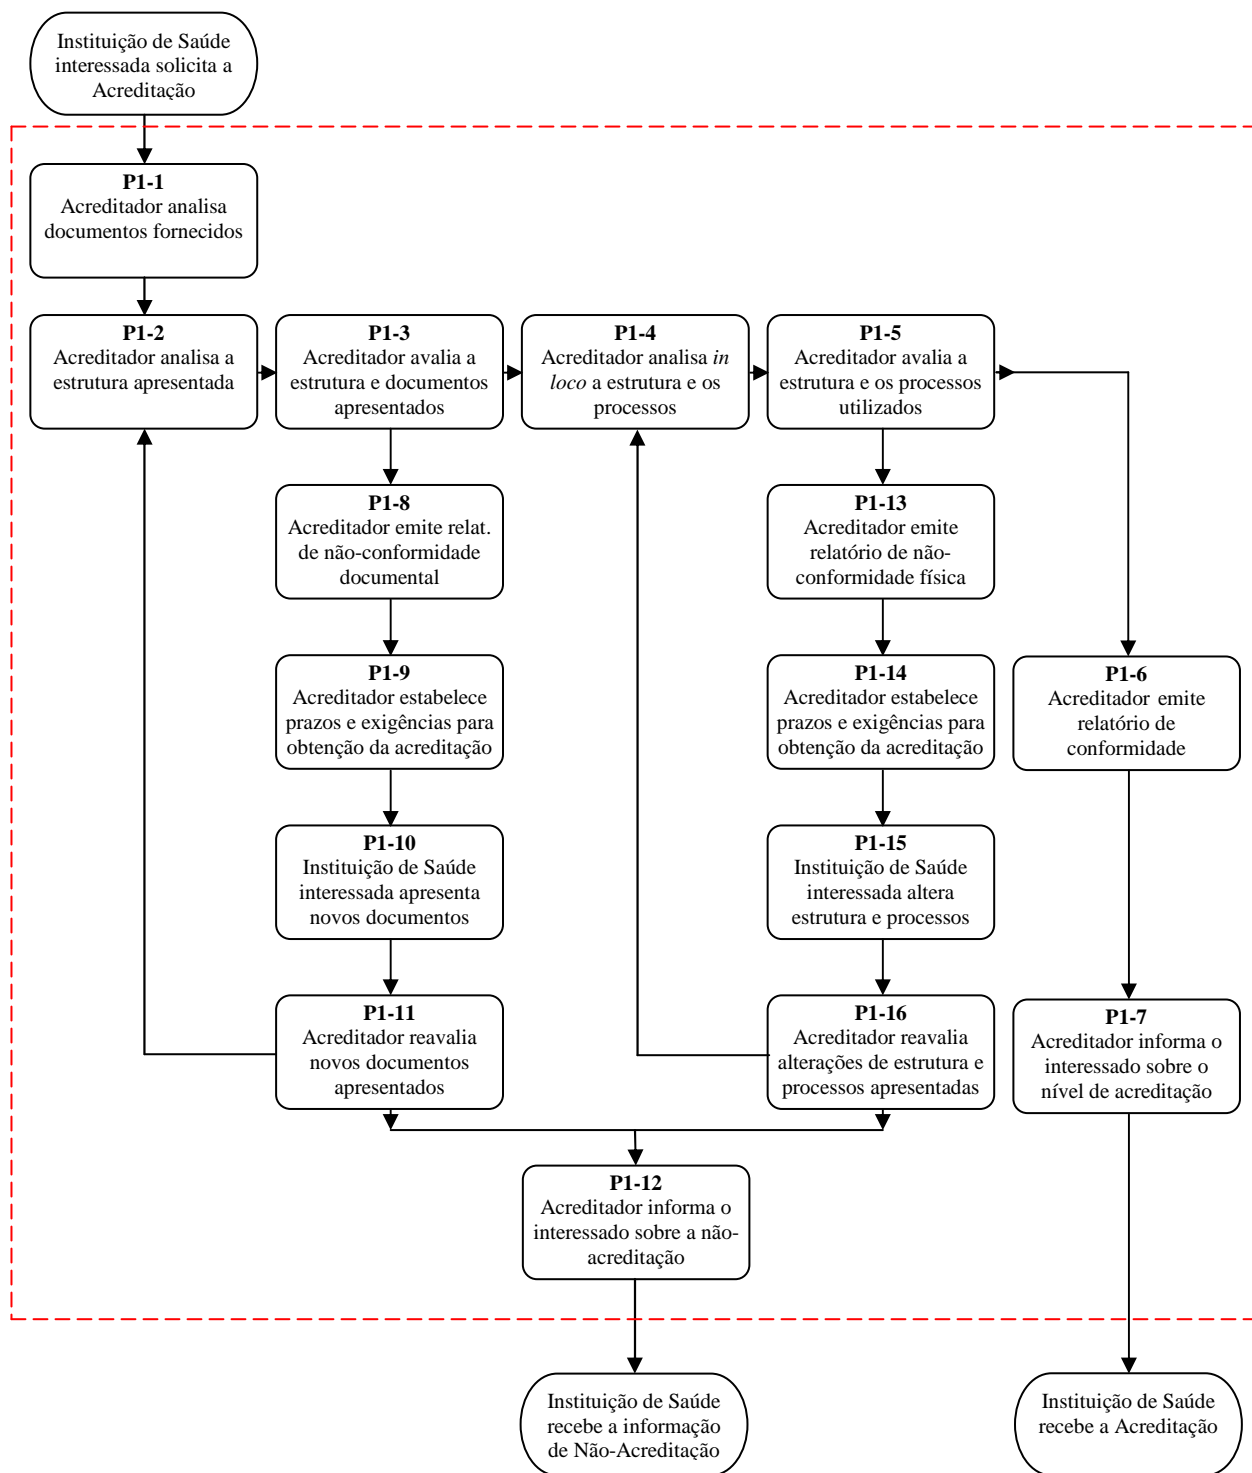 Instituição de Saúde
interessada solicita a
Acreditação
P1-1
Acreditador analisa
documentos fornecidos
P1-2
Acreditador analisa a
estrutura apresentada
P1-3
Acreditador avalia a
estrutura e documentos
apresentados
P1-4
Acreditador analisa in
loco a estrutura e os
processos
P1-5
Acreditador avalia a
estrutura e os processos
utilizados
P1-8
Acreditador emite relat.
de não-conformidade
documental
P1-13
Acreditador emite
relatório de não-
conformidade física
P1-9
Acreditador estabelece
prazos e exigências para
obtenção da acreditação
P1-14
Acreditador estabelece
prazos e exigências para
obtenção da acreditação
P1-6
Acreditador emite
relatório de
conformidade
P1-10
Instituição de Saúde
interessada apresenta
novos documentos
P1-15
Instituição de Saúde
interessada altera
estrutura e processos
P1-11
Acreditador reavalia
novos documentos
apresentados
P1-16
Acreditador reavalia
alterações de estrutura e
processos apresentadas
P1-7
Acreditador informa o
interessado sobre o
nível de acreditação
P1-12
Acreditador informa o
interessado sobre a não-
acreditação
Instituição de Saúde
recebe a informação
de Não-Acreditação
Instituição de Saúde
recebe a Acreditação